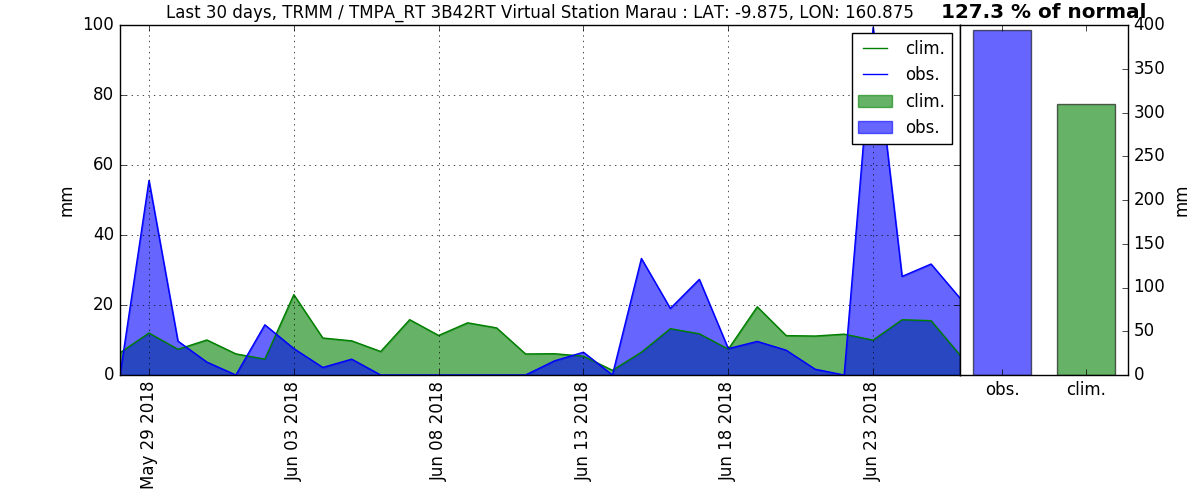 Last 30 days, TRMM / TMPA_RT 3B42RT Virtual Station Marau : LAT: -9.875, LON: 160.875
127.3 % of normal
100
80
60
40
20
0
mm
clim.
obs.
clim.
obs.
400
350
300
250
200
150
100
50
0
mm
May 29 2018
Jun 03 2018
Jun 08 2018
Jun 13 2018
Jun 18 2018
Jun 23 2018
obs.
clim.